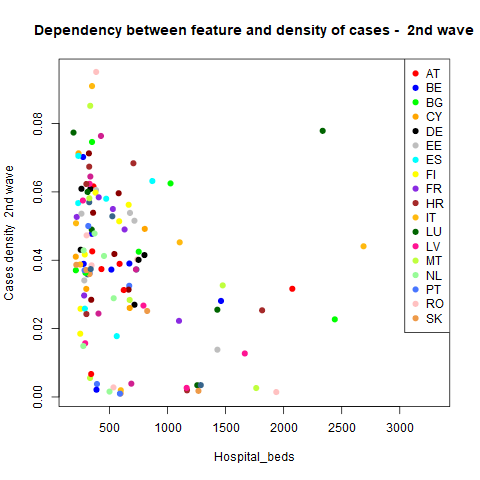 Dependency between feature and density of cases -  2nd wave
Cases density  2nd wave
0.08
0.06
0.04
0.02
0.00
500
1000
1500
2000
2500
3000
Hospital_beds
AT
BE
BG
CY
DE
EE
ES
FI
FR
HR
IT
LU
LV
MT
NL
PT
RO
SK